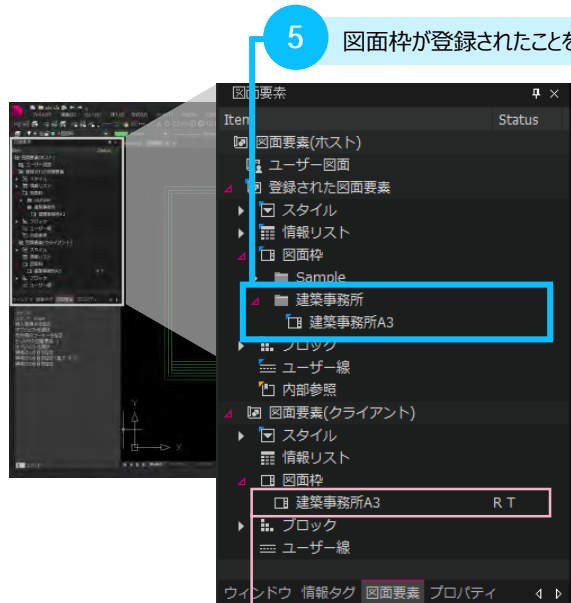 5 図面枠が登録されたことを
図面要素
Item Status
図面要素(ホスト)
ユーザー図面
登録された図面要素
スタイル
情報リスト
図面枠
Sample
建築事務所
建築事務所A3
ブロック
ユーザー線
内部参照
図面要素(クライアント)
スタイル
情報リスト
図面枠
建築事務所A3 R T
ブロック
ユーザー線
ウィンドウ 情報タグ 図面要素 プロパティ